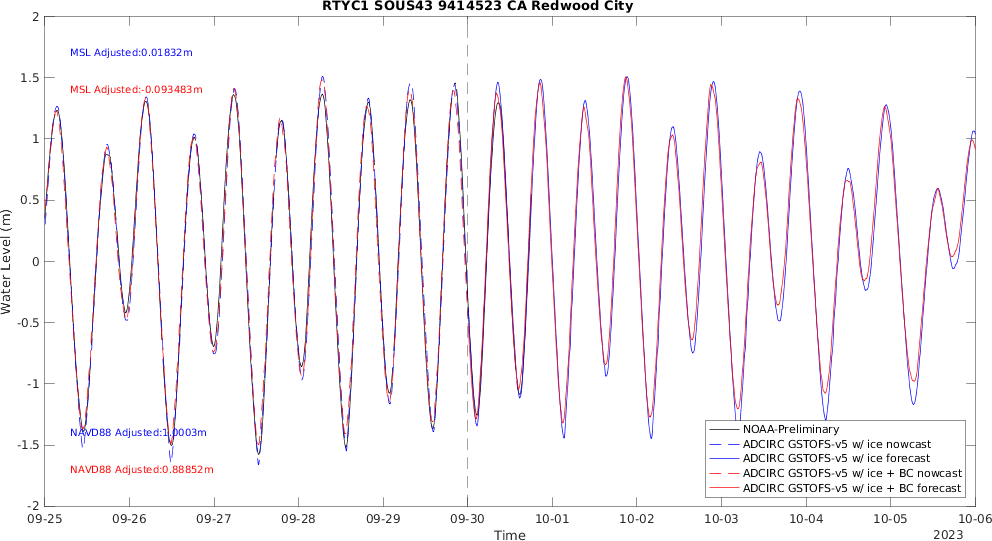 RTYC1 SOUS43 9414523 CA Redwood City
2
MSL Adjusted:0.01832m
1.5
MSL Adjusted:-0.093483m
1
0.5
Water Level (m)
0
-0.5
-1
NAVD88 Adjusted:1.0003m
-1.5
NAVD88 Adjusted:0.88852m
-2
NOAA-Preliminary
ADCIRC GSTOFS-v5 w/ ice nowcast
ADCIRC GSTOFS-v5 w/ ice forecast
ADCIRC GSTOFS-v5 w/ ice + BC nowcast
ADCIRC GSTOFS-v5 w/ ice + BC forecast
09-25 09-26 09-27 09-28 09-29 09-30 10-01 10-02 10-03 10-04 10-05 10-06
Time
2023